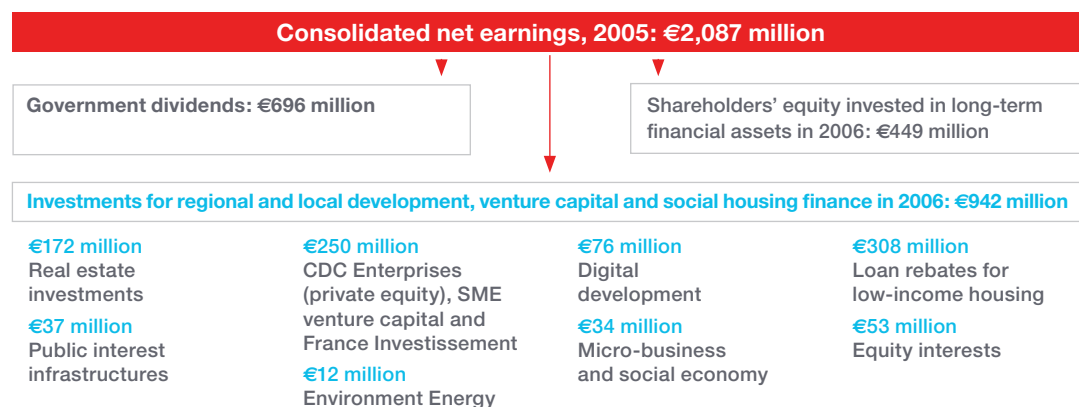 Consolidated net earnings, 2005: €2,087 million
Government dividends: €696 million
Shareholders’ equity invested in long-term
financial assets in 2006: €449 million
Investments for regional and local development, venture capital and social housing finance in 2006: €942 million
€172 million
Real estate
investments
€37 million
Public interest
infrastructures
€250 million
CDC Enterprises
(private equity), SME
venture capital and
France Investissement
€12 million
Environment Energy
€76 million
Digital
development
€34 million
Micro-business
and social economy
€308 million
Loan rebates for
low-income housing
€53 million
Equity interests